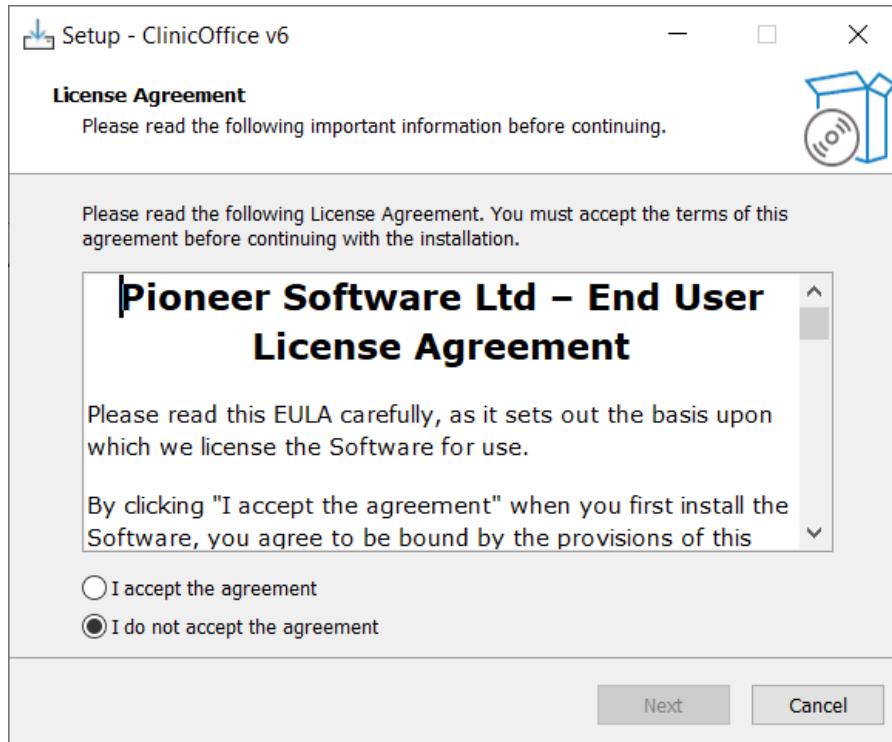 Setup - ClinicOffice v6
License Agreement
Please read the following important information before continuing.
Please read the following License Agreement. You must accept the terms of this
agreement before continuing with the installation.
Pioneer Software Ltd – End User
License Agreement
Please read this EULA carefully, as it sets out the basis upon
which we license the Software for use.
By clicking "I accept the agreement" when you first install the
Software, you agree to be bound by the provisions of this
I accept the agreement
I do not accept the agreement
Next
Cancel